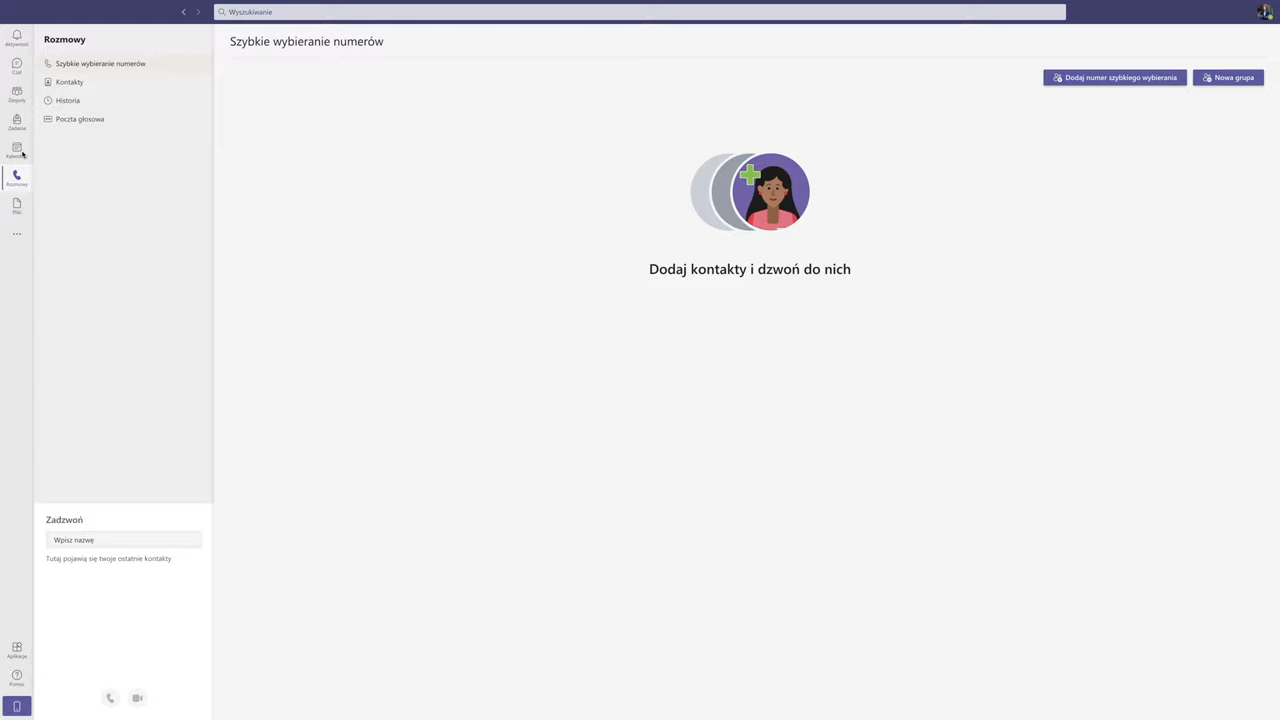 Wyszukiwanie
Aktywność
Czat
Zespoły
Zadania
Rozmowy
Pliki
Aplikacje
Pomoc
Rozmowy
Szybkie wybieranie numerów
Kontakty
Historia
Poczta głosowa
Zadzwoń
Wpisz nazwę
Tutaj pojawią się twoje ostatnie kontakty
Szybkie wybieranie numerów
Dodaj numer szybkiego wybierania
Nowa grupa
Dodaj kontakty i dzwoń do nich